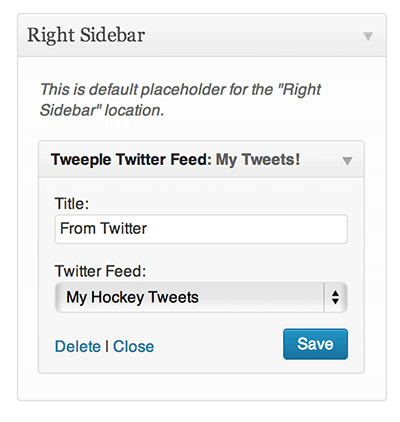 Right Sidebar
This is default placeholder for the "Right
Sidebar" location.
Tweeple Twitter Feed: My Tweets!
Title:
From Twitter
Twitter Feed:
My Hockey Tweets
Delete | Close
Save